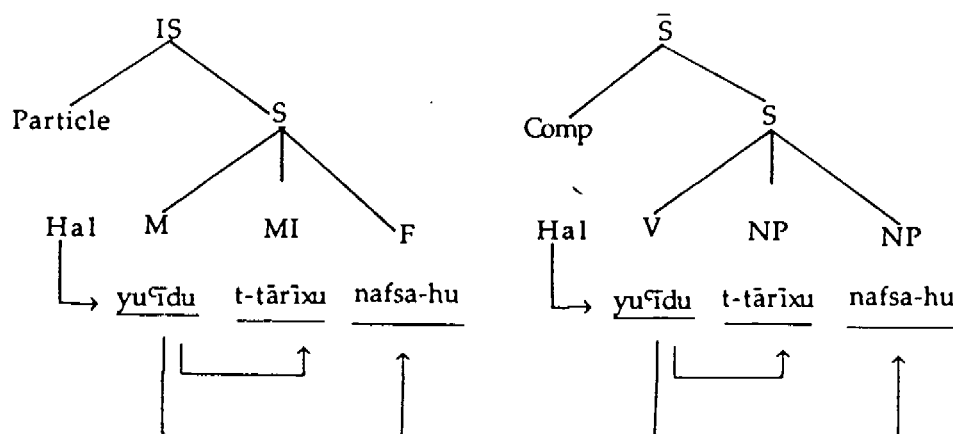 IS
S̄
Particle
S
Comp
S
Hal
M
MI
F
Hal
V
NP
NP
yuʕīdu
t-tārīxu
nafsa-hu
yuʕīdu
t-tārīxu
nafsa-hu